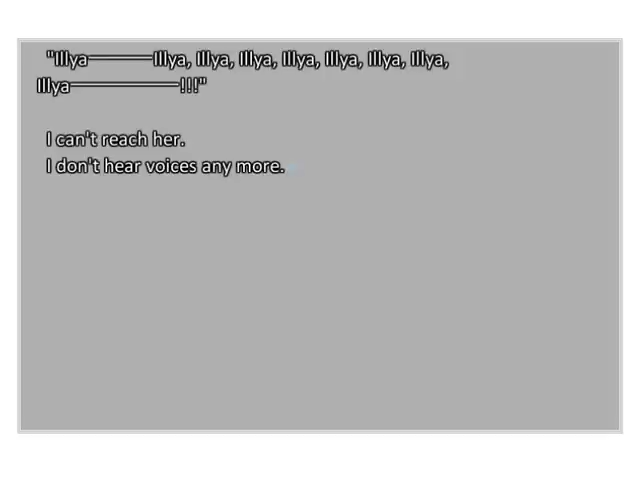 "Illya─────Illya, Illya, Illya, Illya, Illya, Illya, Illya,
Illya────────!!!"
I can't reach her.
I don't hear voices any more.